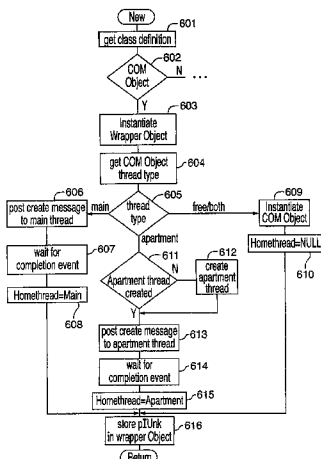 New
601
get class definition
602
COM
Object
N ...
Y
603
Instantiate
Wrapper Object
604
get COM Object
thread type
606
605
609
post create message
to main thread
main
thread
type
free/both
Instantiate
COM Object
apartment
607
wait for
completion event
611
612
Homethread=NULL
610
Apartment thread
created
N
create
apartment
thread
Homethread=Main
608
Y
613
post create message
to apartment thread
614
wait for
completion event
Homethread=Apartment
615
store pIUnk
in wrapper Object
616
Return